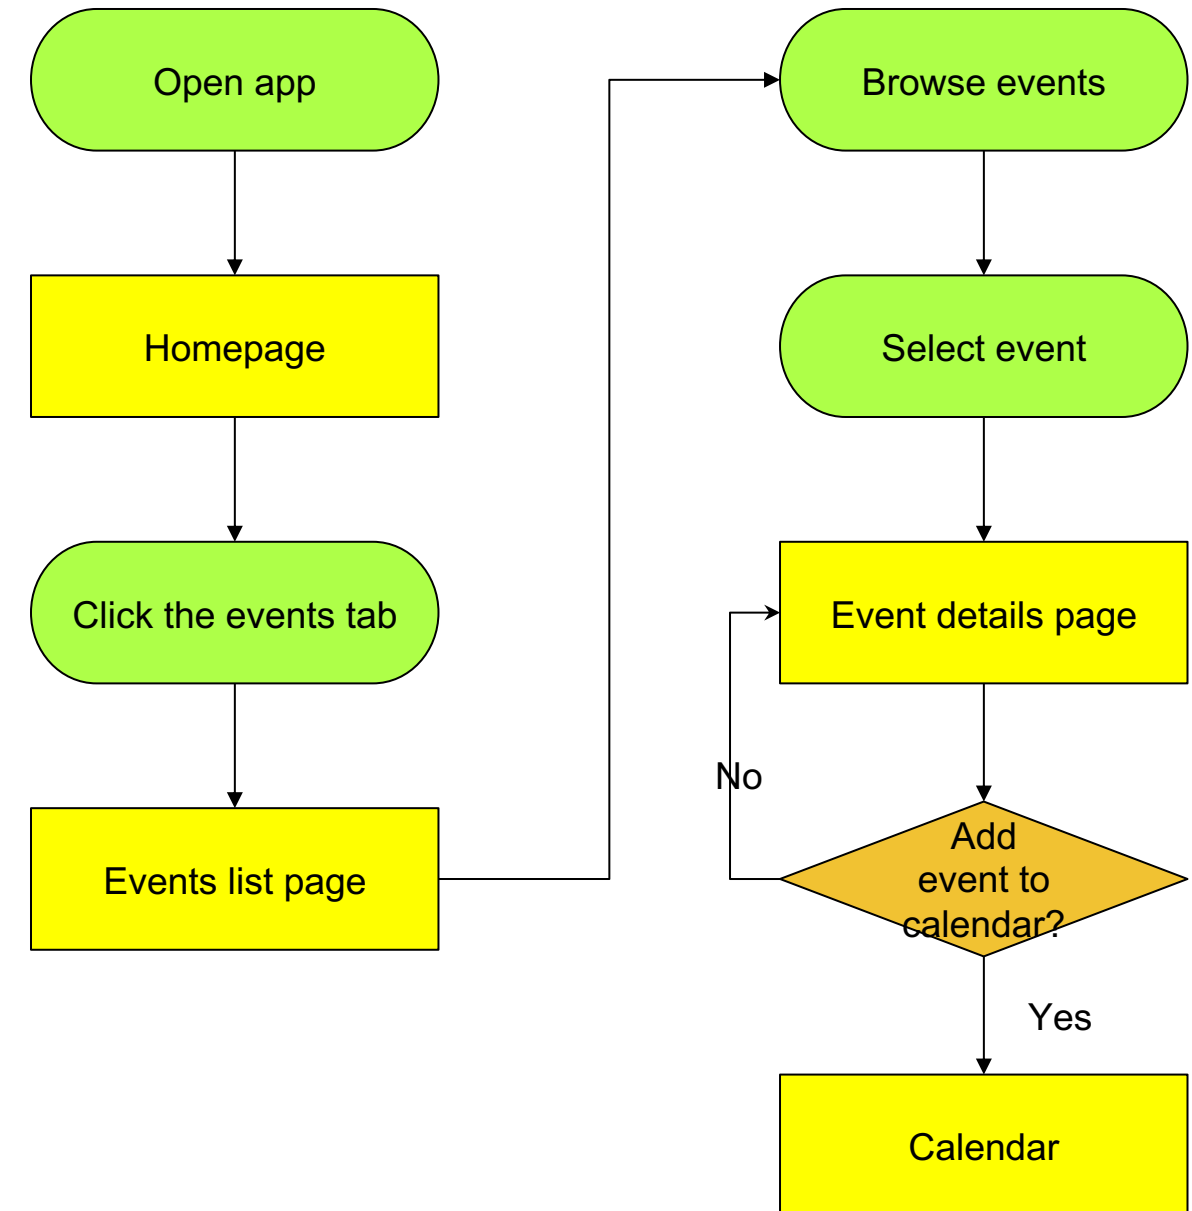 Open app
Homepage
Click the events tab
Events list page
Browse events
Select event
Event details page
No
Add
event to
calendar?
Yes
Calendar